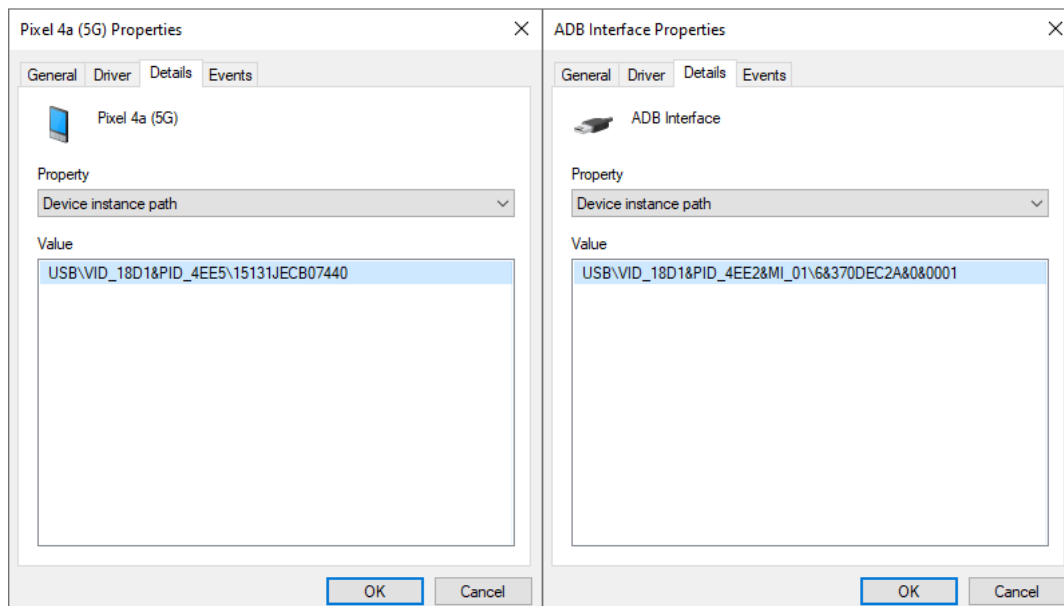 Pixel 4a (5G) Properties
General Driver Details Events
Pixel 4a (5G)
Property
Device instance path
Value
USB\VID_18D1&PID_4EE5\15131JECB07440
OK Cancel
ADB Interface Properties
General Driver Details Events
ADB Interface
Property
Device instance path
Value
USB\VID_18D1&PID_4EE2&MI_01\6&370DEC2A&0&0001
OK Cancel